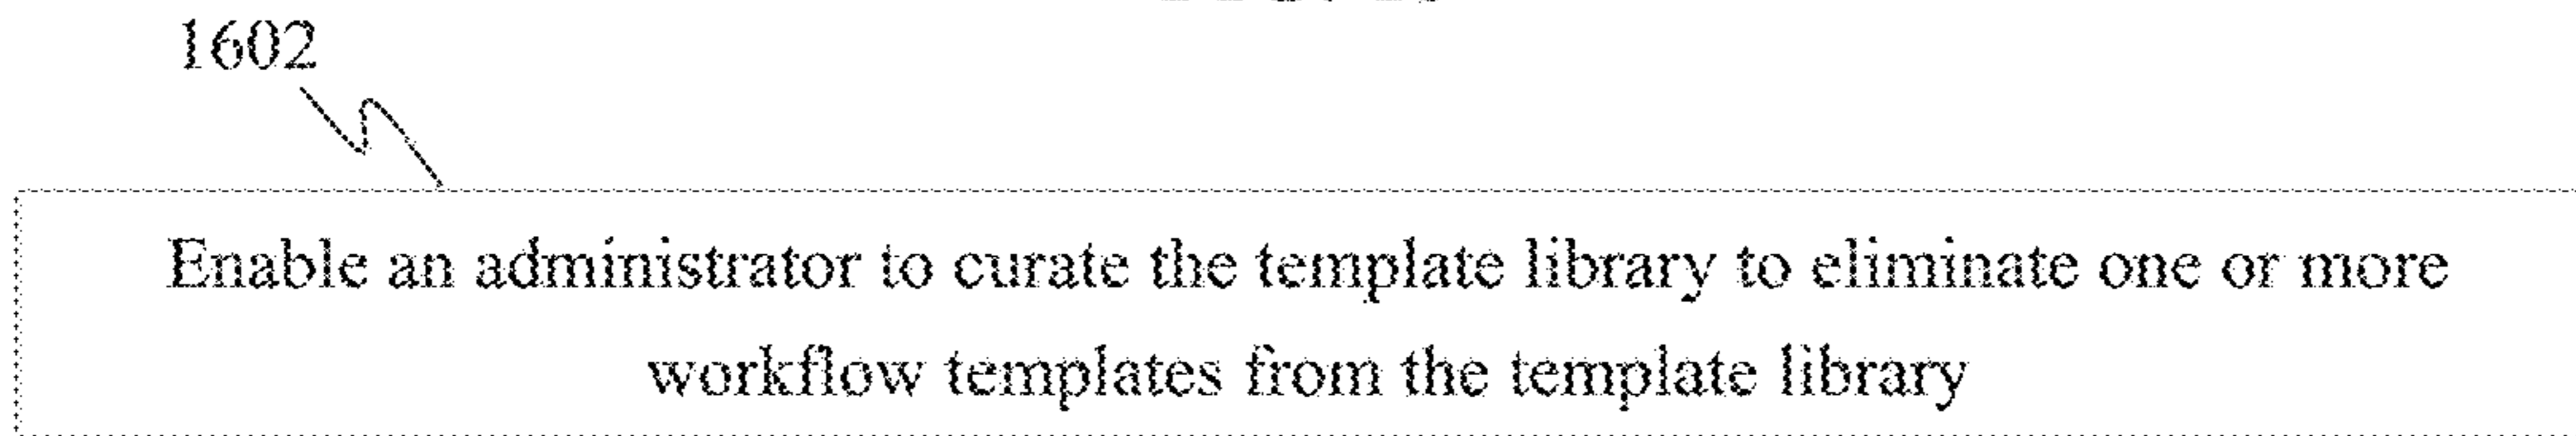 1602
Enable an administrator to curate the template library to eliminate one or more
workflow templates from the template library